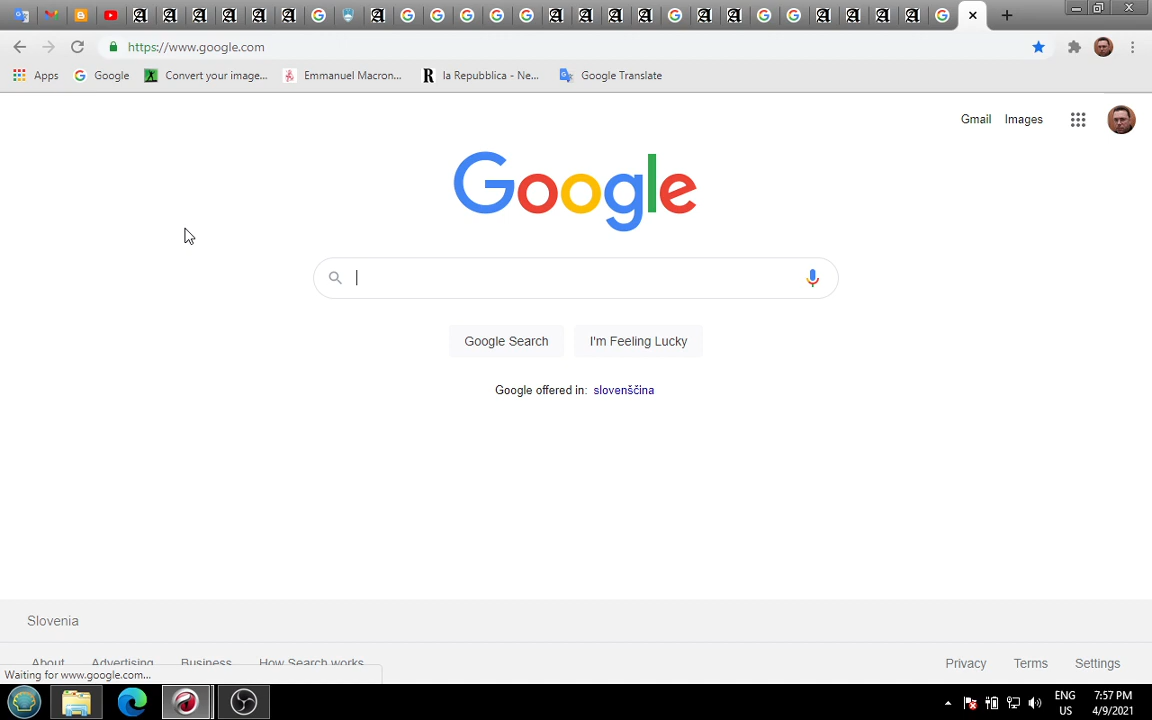 https://www.google.com
Apps Google Convert your image... Emmanuel Macron... la Repubblica - Ne... Google Translate
Gmail Images
Google
Google Search I'm Feeling Lucky
Google offered in: slovenščina
Slovenia
About Advertising Business How Search works Privacy Terms Settings
Waiting for www.google.com...
ENG 7:57 PM
US 4/9/2021